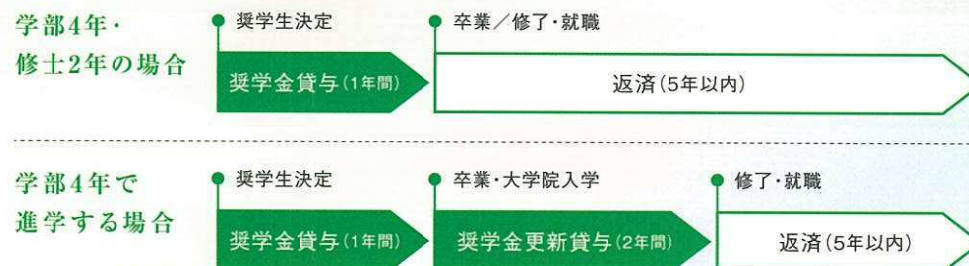 学部4年・
修士2年の場合
奨学生決定
卒業／修了・就職
奨学金貸与(1年間)
返済(5年以内)
学部4年で
進学する場合
奨学生決定
卒業・大学院入学
修了・就職
奨学金貸与(1年間)
奨学金更新貸与(2年間)
返済(5年以内)